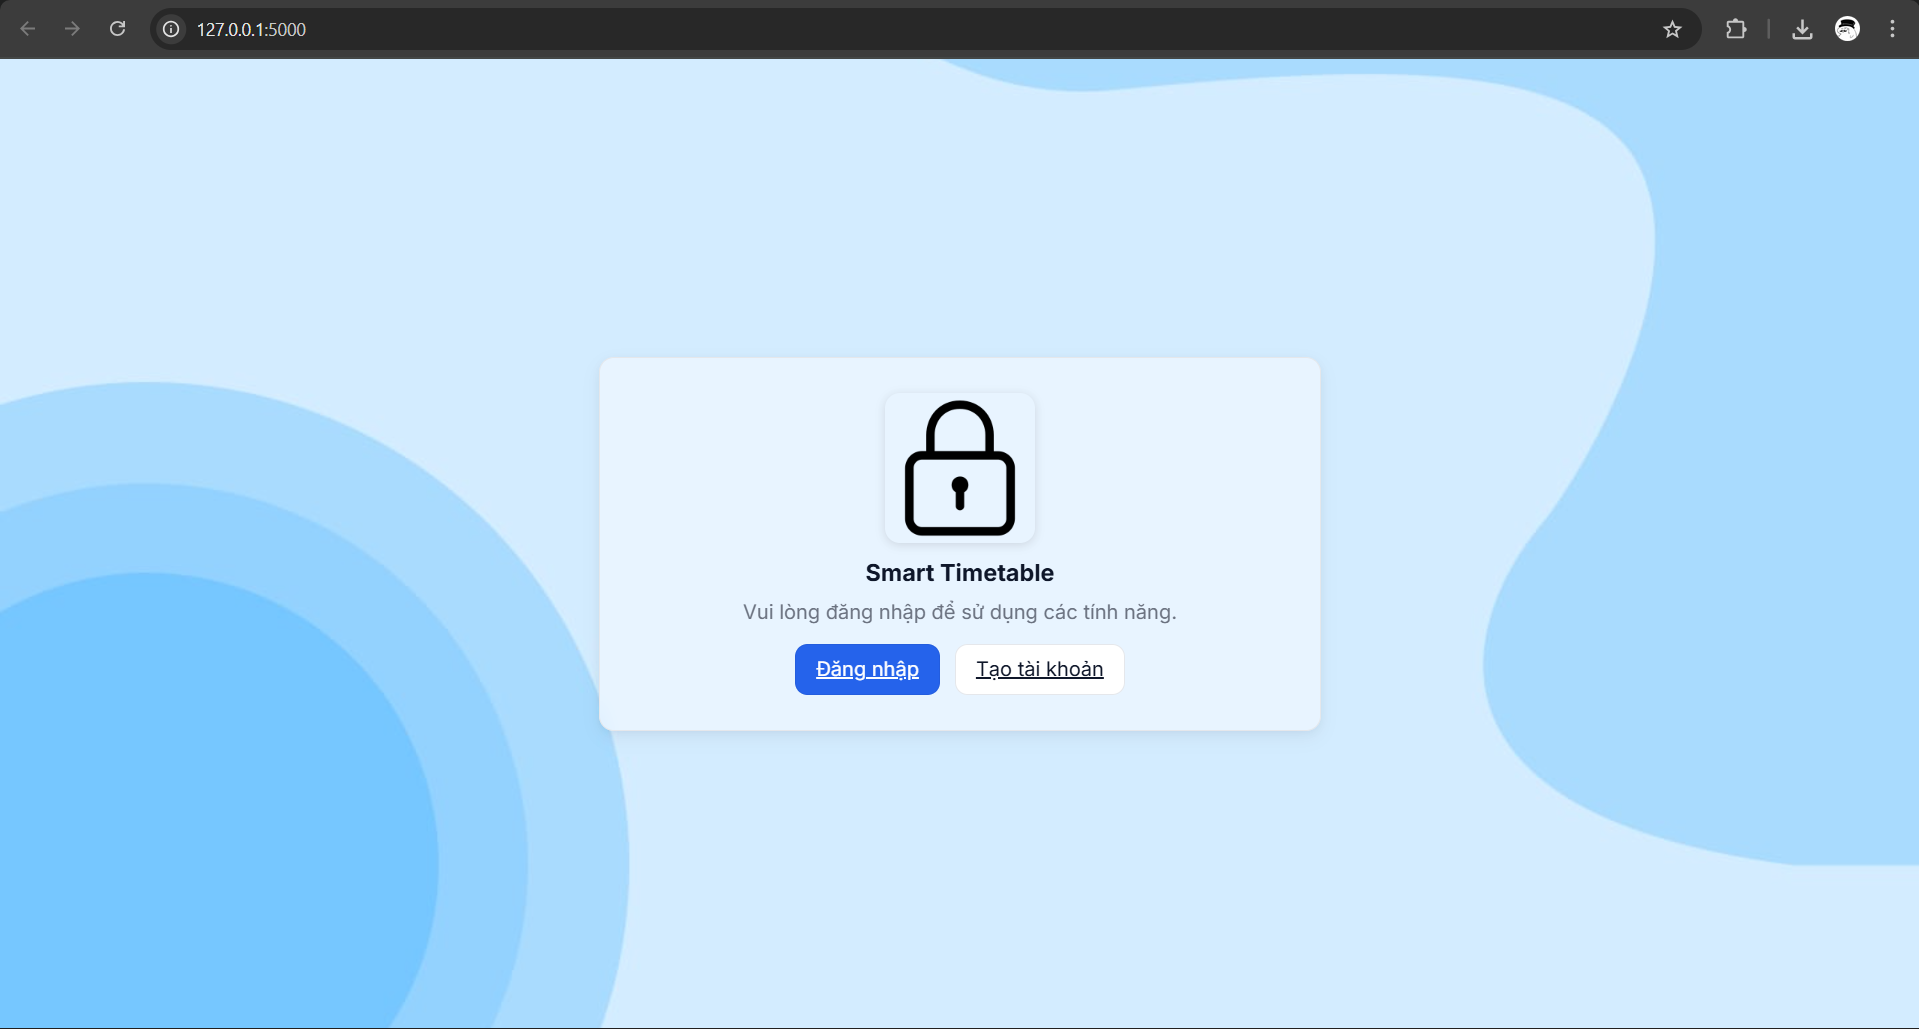 127.0.0.1:5000
Smart Timetable
Vui lòng đăng nhập để sử dụng các tính năng.
Đăng nhập
Tạo tài khoản